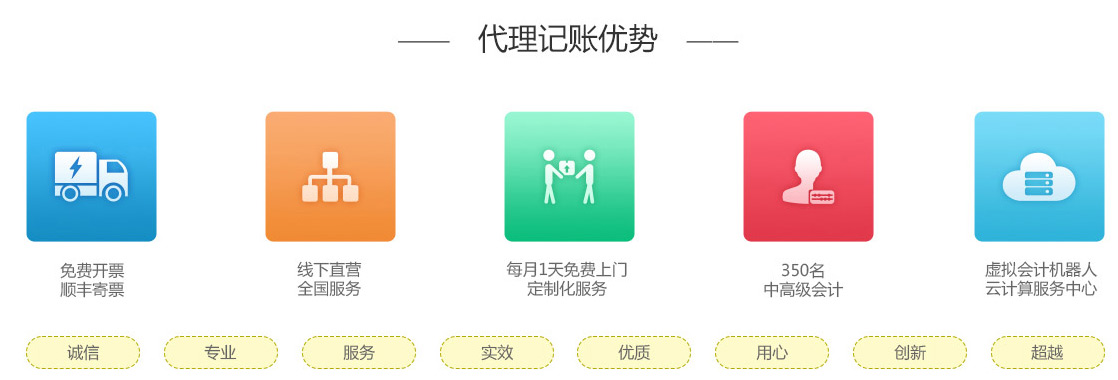 代理记账优势
免费开票
顺丰寄票
线下直营
全国服务
每月1天免费上门
定制化服务
350名
中高级会计
虚拟会计机器人
云计算服务中心
诚信
专业
服务
实效
优质
用心
创新
超越